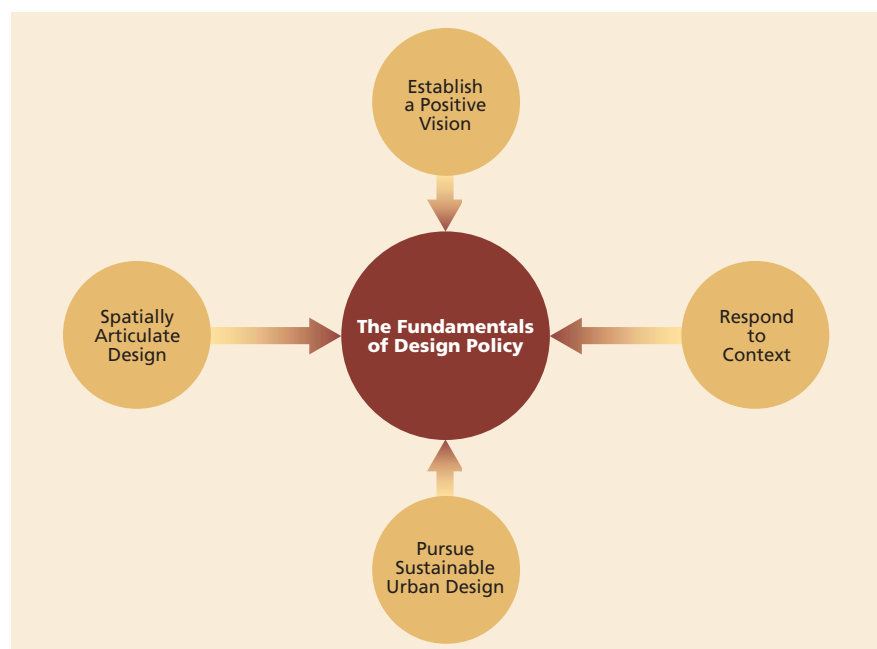 Establish
a Positive
Vision
Spatially
Articulate
Design
The Fundamentals
of Design Policy
Respond
to
Context
Pursue
Sustainable
Urban Design